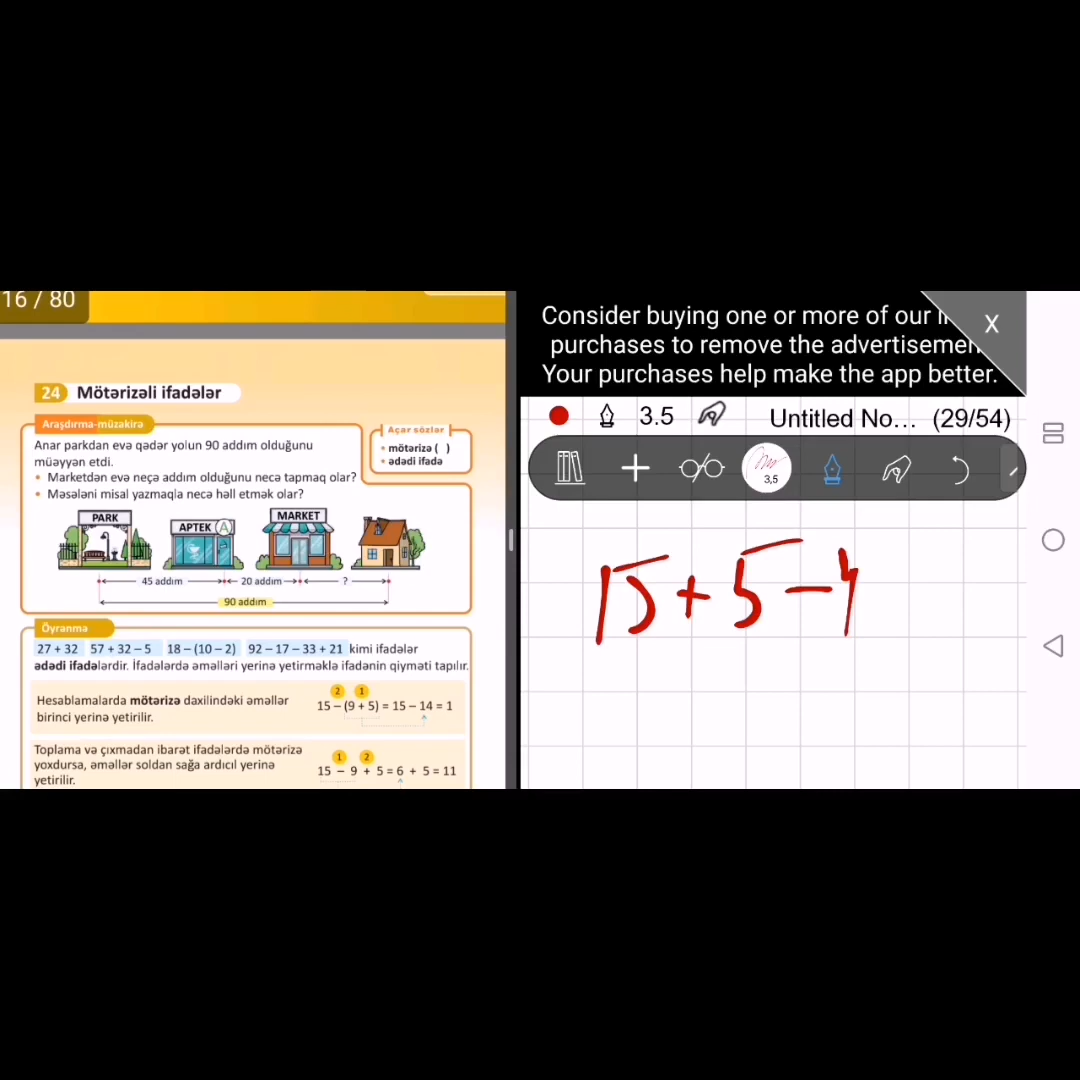 16 / 80
24 Mötərizəli ifadələr
Araşdırma-müzakirə
Anar parkdan evə qədər yolun 90 addım olduğunu
müəyyən etdi.
• Marketdən evə neçə addım olduğunu necə tapmaq olar?
• Məsələni misal yazmaqla necə həll etmək olar?
Açar sözlər
• mötərizə ( )
• ədədi ifadə
PARK
APTEK A
MARKET
45 addım
20 addım
?
90 addım
Öyrənmə
27 + 32 57 + 32 – 5 18 – (10 – 2) 92 – 17 – 33 + 21 kimi ifadələr
ədədi ifadələrdir. İfadələrdə əməlləri yerinə yetirməklə ifadənin qiyməti tapılır.
Hesablamalarda mötərizə daxilindəki əməllər
birinci yerinə yetirilir.
2 1
15 – (9 + 5) = 15 – 14 = 1
Toplama və çıxmadan ibarət ifadələrdə mötərizə
yoxdursa, əməllər soldan sağa ardıcıl yerinə
yetirilir.
1 2
15 – 9 + 5 = 6 + 5 = 11
Consider buying one or more of our
purchases to remove the
Your purchases help make the app better.
X
3.5 Untitled No... (29/54)
3,5
15 + 5 –